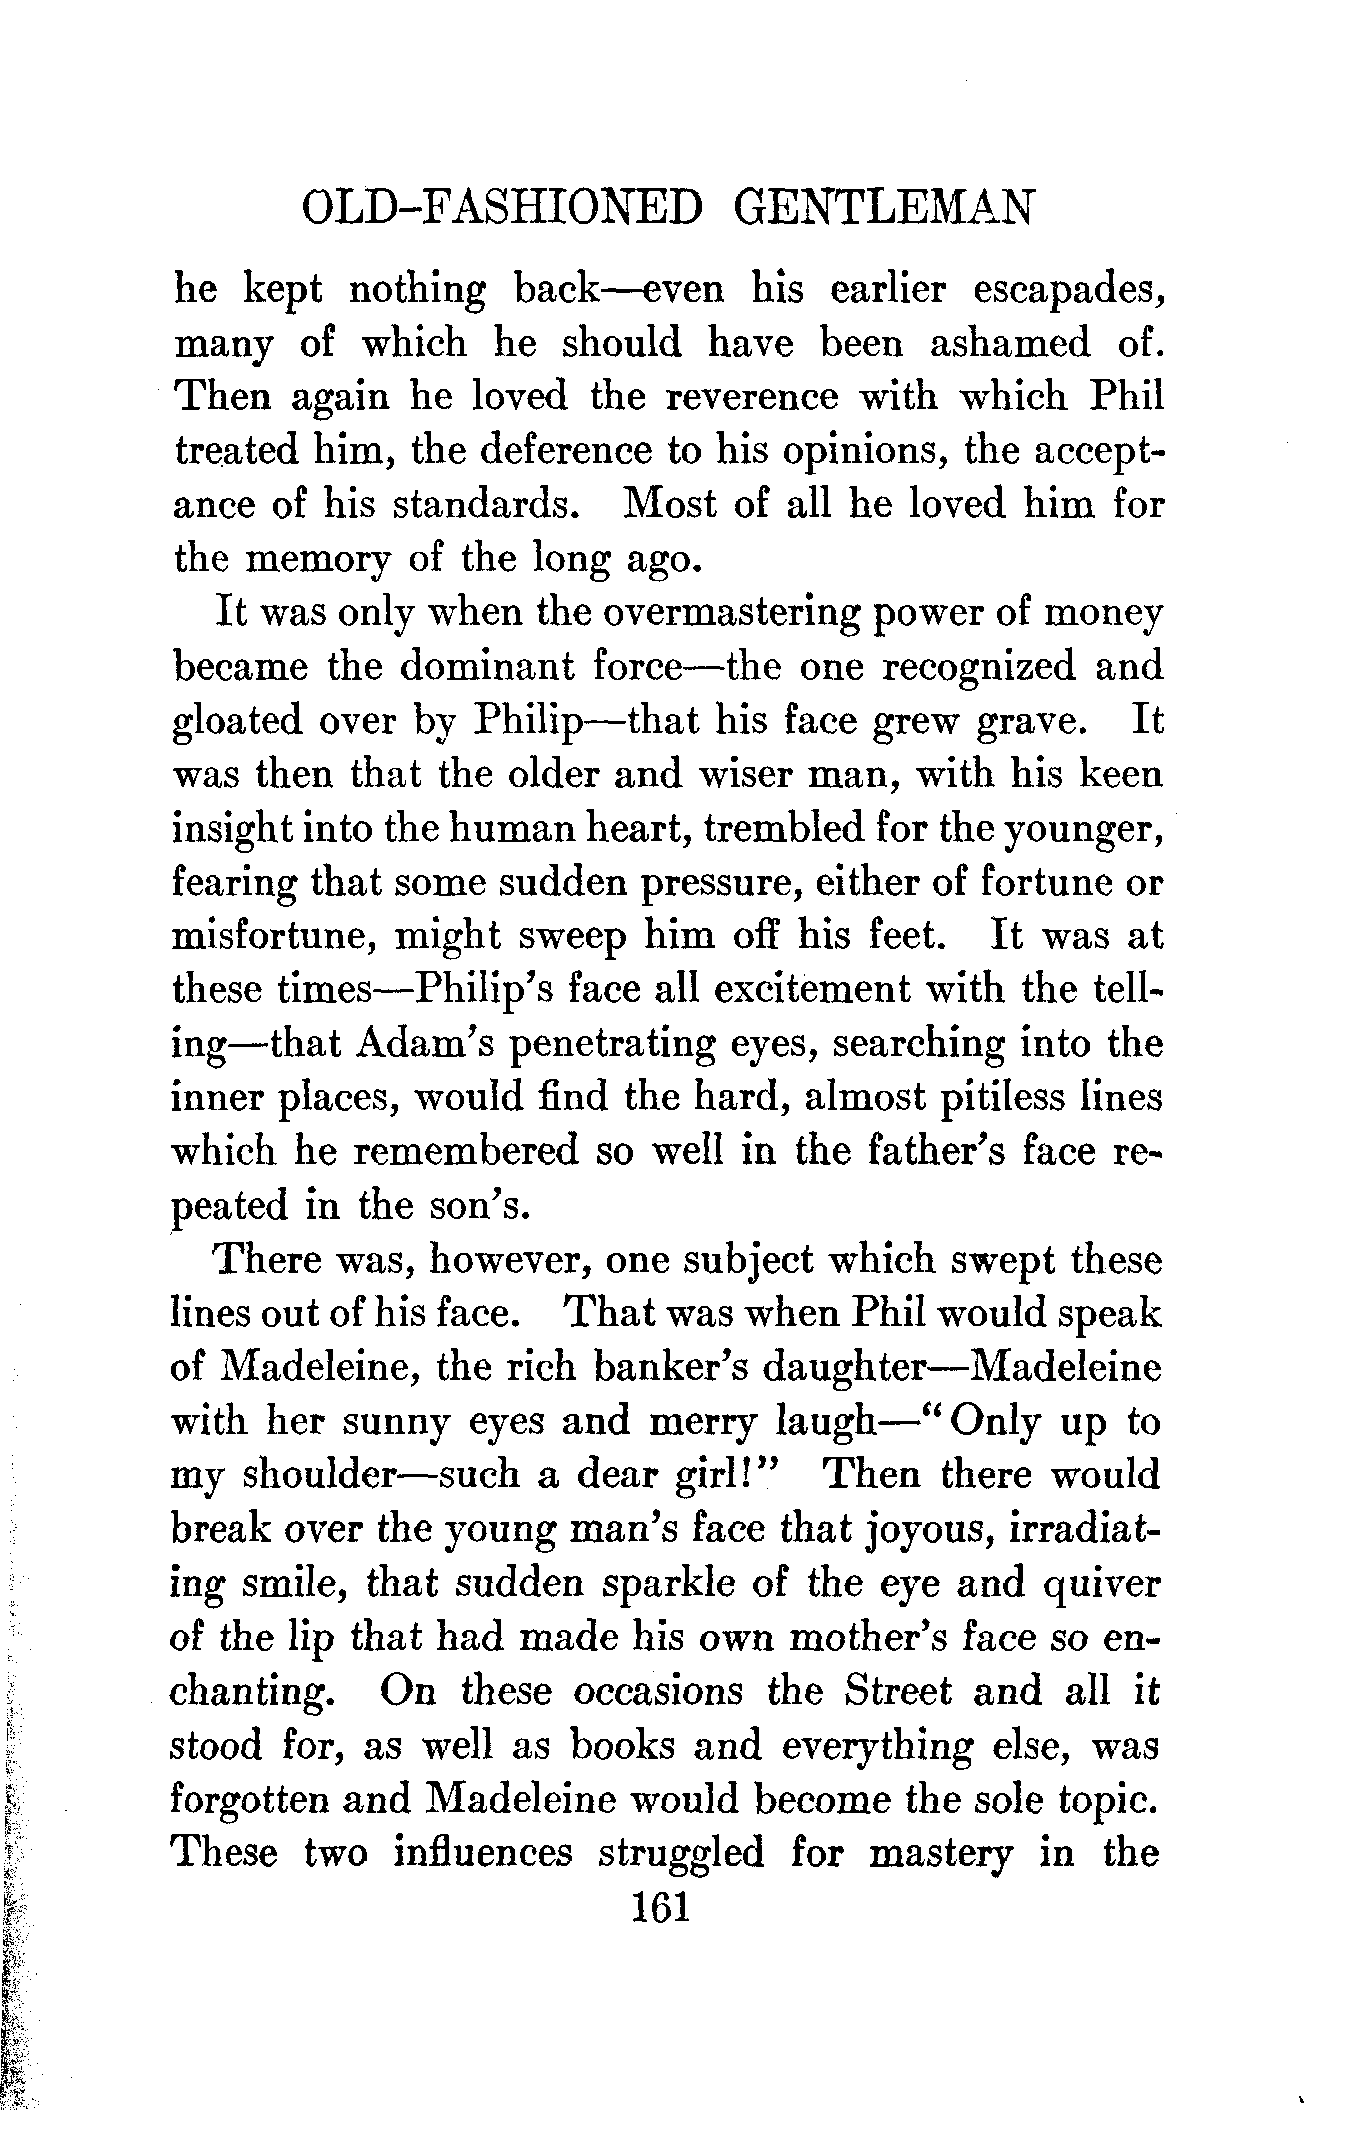 OLD-FASHIONED GENTLEMAN
he kept nothing back—even his earlier escapades,
many of which he should have been ashamed of.
Then again he loved the reverence with which Phil
treated him, the deference to his opinions, the accept-
ance of his standards. Most of all he loved him for
the memory of the long ago.
It was only when the overmastering power of money
became the dominant force—the one recognized and
gloated over by Philip—that his face grew grave. It
was then that the older and wiser man, with his keen
insight into the human heart, trembled for the younger,
fearing that some sudden pressure, either of fortune or
misfortune, might sweep him off his feet. It was at
these times—Philip's face all excitement with the tell-
ing—that Adam's penetrating eyes, searching into the
inner places, would find the hard, almost pitiless lines
which he remembered so well in the father's face re-
peated in the son's.
There was, however, one subject which swept these
lines out of his face. That was when Phil would speak
of Madeleine, the rich banker's daughter—Madeleine
with her sunny eyes and merry laugh—"Only up to
my shoulder—such a dear girl!" Then there would
break over the young man's face that joyous, irradiat-
ing smile, that sudden sparkle of the eye and quiver
of the lip that had made his own mother's face so en-
chanting. On these occasions the Street and all it
stood for, as well as books and everything else, was
forgotten and Madeleine would become the sole topic.
These two influences struggled for mastery in the
161